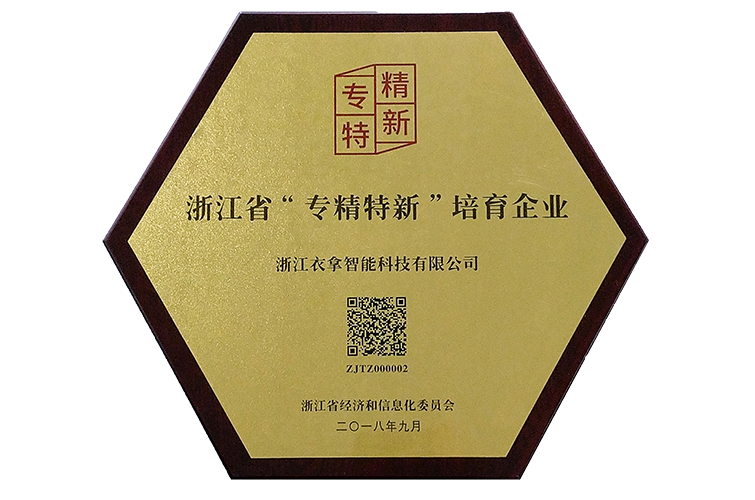 专精
特新
浙江省“专精特新”培育企业
浙江衣拿智能科技有限公司
ZJTZ000002
浙江省经济和信息化委员会
二〇一八年九月